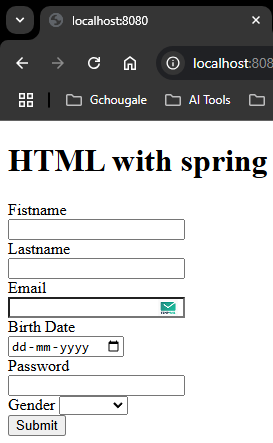 localhost:8080
localhost:808
Gchougale
AI Tools
HTML with spring
Fistname
Lastname
Email
Birth Date
dd-mm-yyyy
Password
Gender
Submit